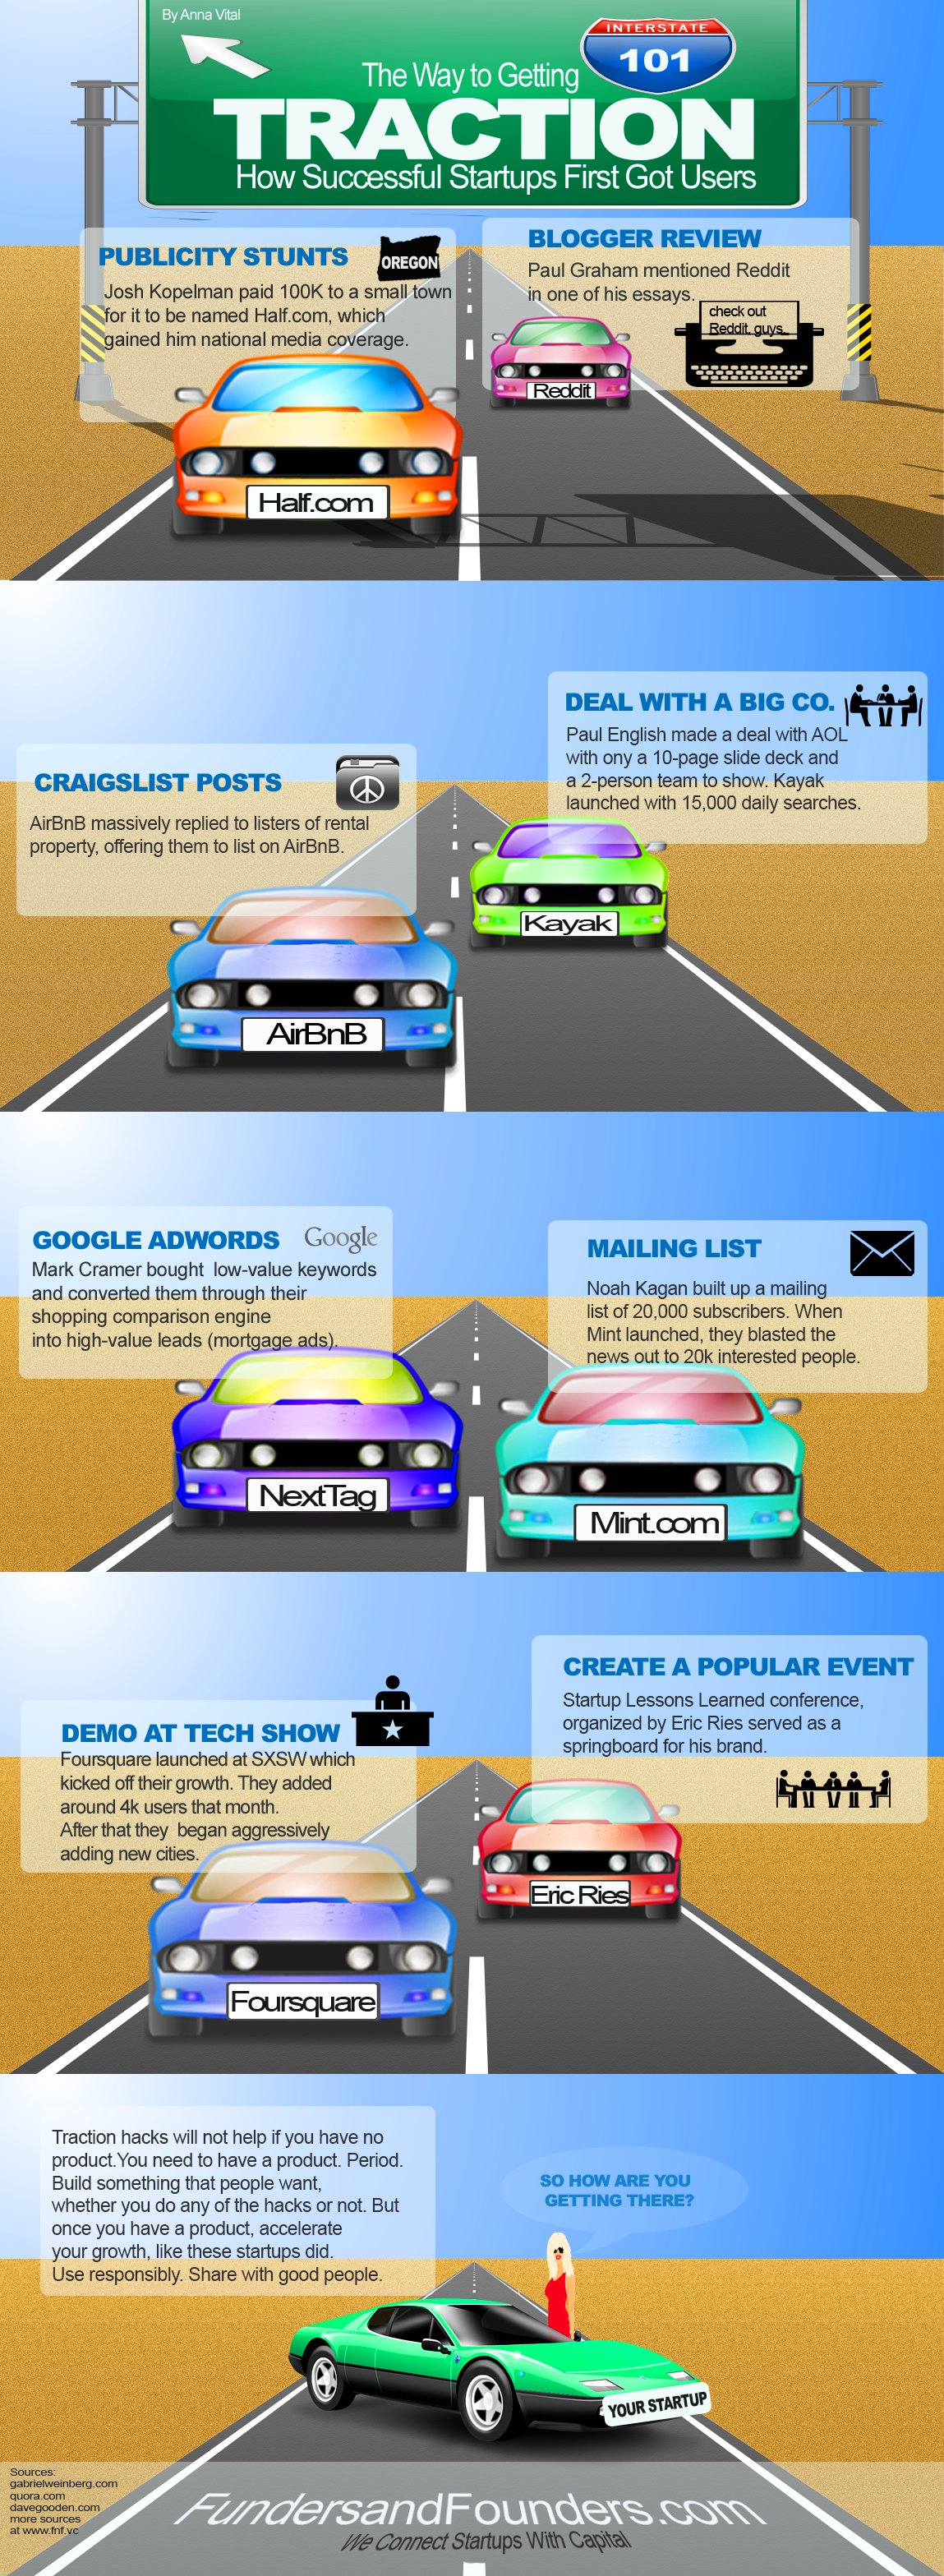 By Anna Vital
INTERSTATE
101
The Way to Getting
TRACTION
How Successful Startups First Got Users
PUBLICITY STUNTS
OREGON
Josh Kopelman paid 100K to a small town
for it to be named Half.com, which
gained him national media coverage.
Half.com
BLOGGER REVIEW
Paul Graham mentioned Reddit
in one of his essays.
check out
Reddit, guys.
Reddit
CRAIGSLIST POSTS
AirBnB massively replied to listers of rental
property, offering them to list on AirBnB.
AirBnB
DEAL WITH A BIG CO.
Paul English made a deal with AOL
with ony a 10-page slide deck and
a 2-person team to show. Kayak
launched with 15,000 daily searches.
Kayak
GOOGLE ADWORDS
Google
Mark Cramer bought low-value keywords
and converted them through their
shopping comparison engine
into high-value leads (mortgage ads).
NextTag
MAILING LIST
Noah Kagan built up a mailing
list of 20,000 subscribers. When
Mint launched, they blasted the
news out to 20k interested people.
Mint.com
DEMO AT TECH SHOW
Foursquare launched at SXSW which
kicked off their growth. They added
around 4k users that month.
After that they began aggressively
adding new cities.
Foursquare
CREATE A POPULAR EVENT
Startup Lessons Learned conference,
organized by Eric Ries served as a
springboard for his brand.
Eric Ries
Traction hacks will not help if you have no
product.You need to have a product. Period.
Build something that people want,
whether you do any of the hacks or not. But
once you have a product, accelerate
your growth, like these startups did.
Use responsibly. Share with good people.
SO HOW ARE YOU
GETTING THERE?
YOUR STARTUP
Sources:
gabrielweinberg.com
quora.com
davegooden.com
more sources
at www.fnf.vc
FundersandFounders.com
We Connect Startups With Capital